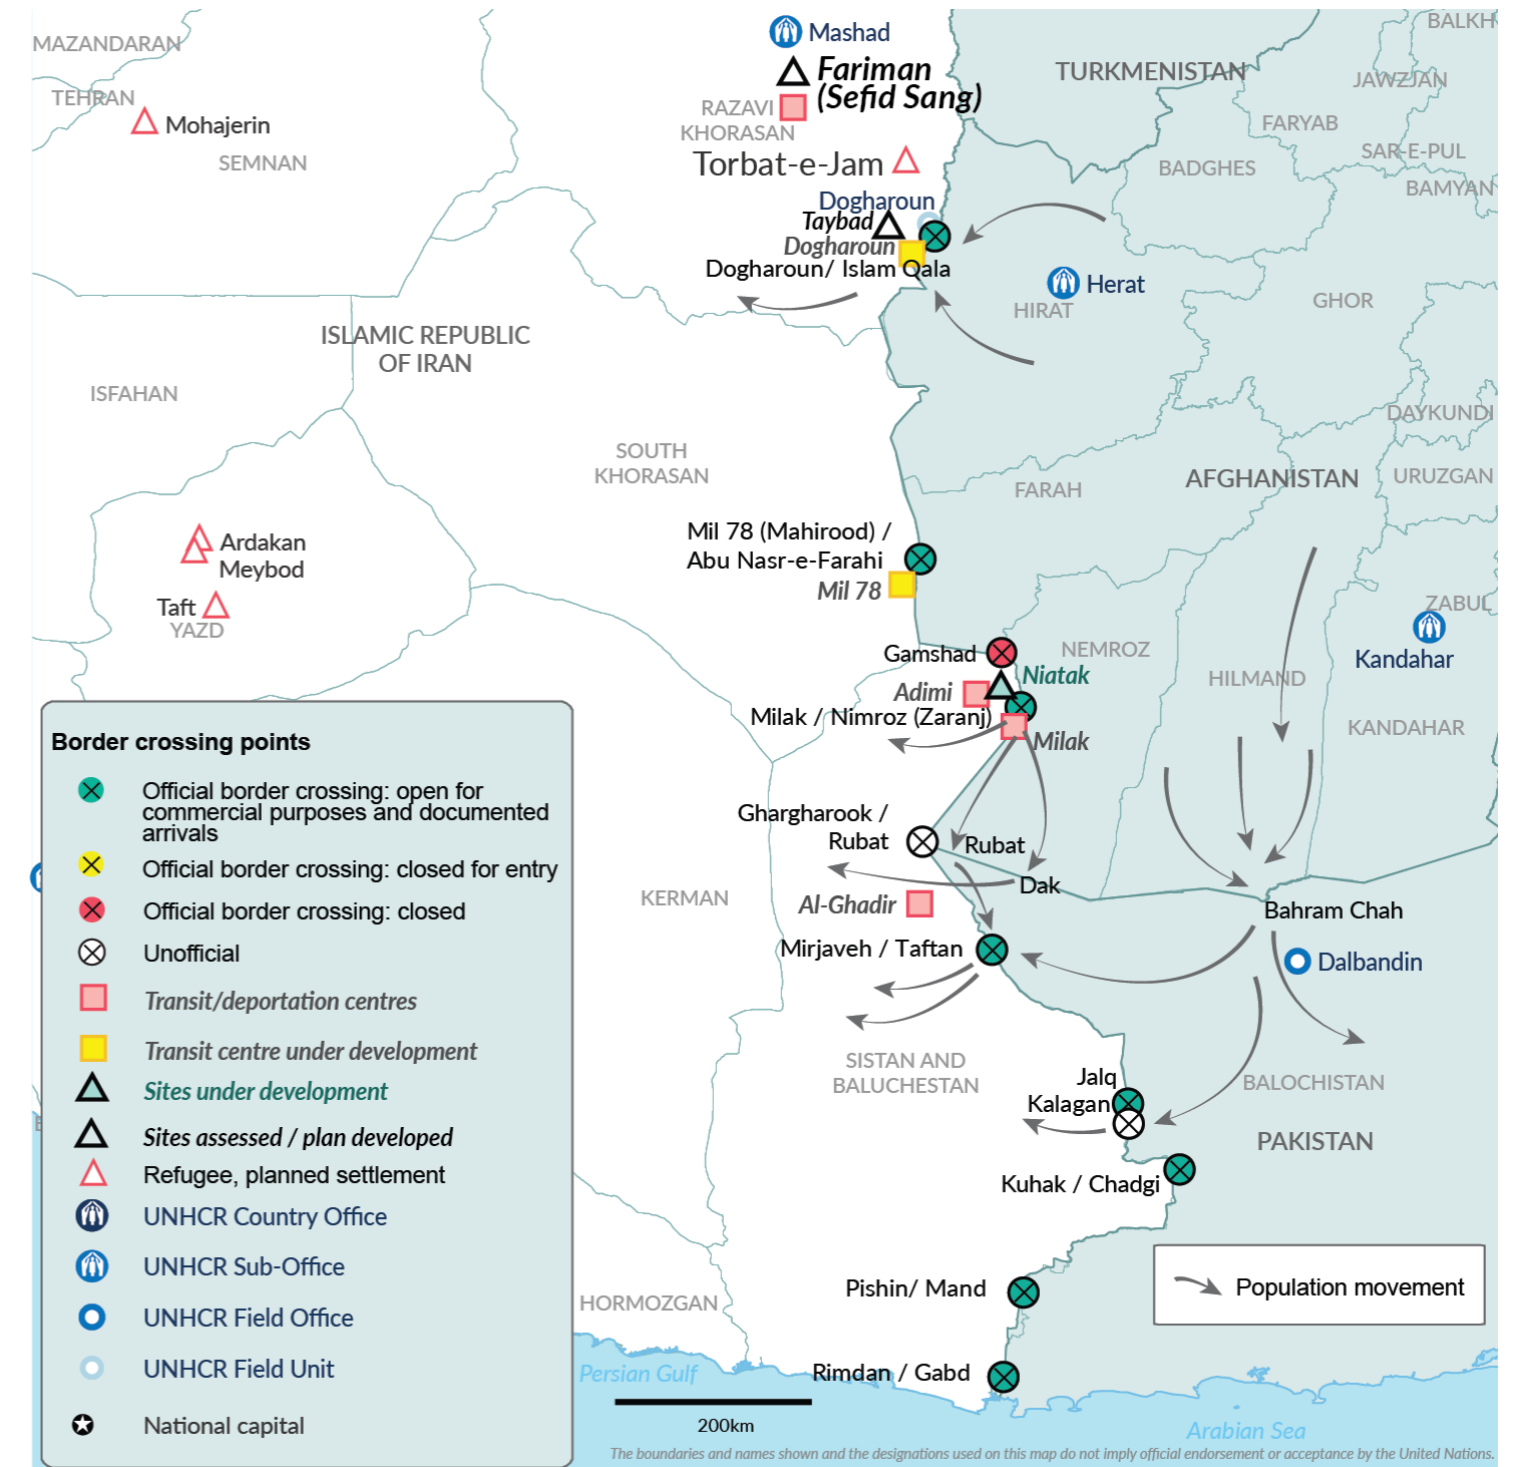 BALKH
MAZANDARAN
Mashad
Fariman
(Sefid Sang)
TURKMENISTAN
JAWZJAN
TEHRAN
RAZAVI
KHORASAN
Mohajerin
FARYAB
SEMNAN
Torbat-e-Jam
BADGHES
SAR-E-PUL
BAMYAN
Dogharoun
Taybad
Dogharoun
Dogharoun/ Islam Qala
Herat
HIRAT
GHOR
ISLAMIC REPUBLIC
OF IRAN
ISFAHAN
DAYKUNDI
SOUTH
KHORASAN
FARAH
AFGHANISTAN
URUZGAN
Mil 78 (Mahirood) /
Abu Nasr-e-Farahi
Mil 78
Ardakan
Meybod
Taft
YAZD
ZABUL
Kandahar
Gamshad
NEMROZ
Niatak
HILMAND
Adimi
Milak / Nimroz (Zaranj)
Milak
KANDAHAR
Ghargharook /
Rubat
Rubat
Dak
KERMAN
Al-Ghadir
Bahram Chah
Mirjaveh / Taftan
Dalbandin
SISTAN AND
BALUCHESTAN
Jalq
Kalagan
BALOCHISTAN
PAKISTAN
Kuhak / Chadgi
Pishin/ Mand
HORMOZGAN
Rimdan / Gabd
Persian Gulf
Arabian Sea
200km
Population movement
Border crossing points
Official border crossing: open for
commercial purposes and documented
arrivals
Official border crossing: closed for entry
Official border crossing: closed
Unofficial
Transit/deportation centres
Transit centre under development
Sites under development
Sites assessed / plan developed
Refugee, planned settlement
UNHCR Country Office
UNHCR Sub-Office
UNHCR Field Office
UNHCR Field Unit
National capital
The boundaries and names shown and the designations used on this map do not imply official endorsement or acceptance by the United Nations.